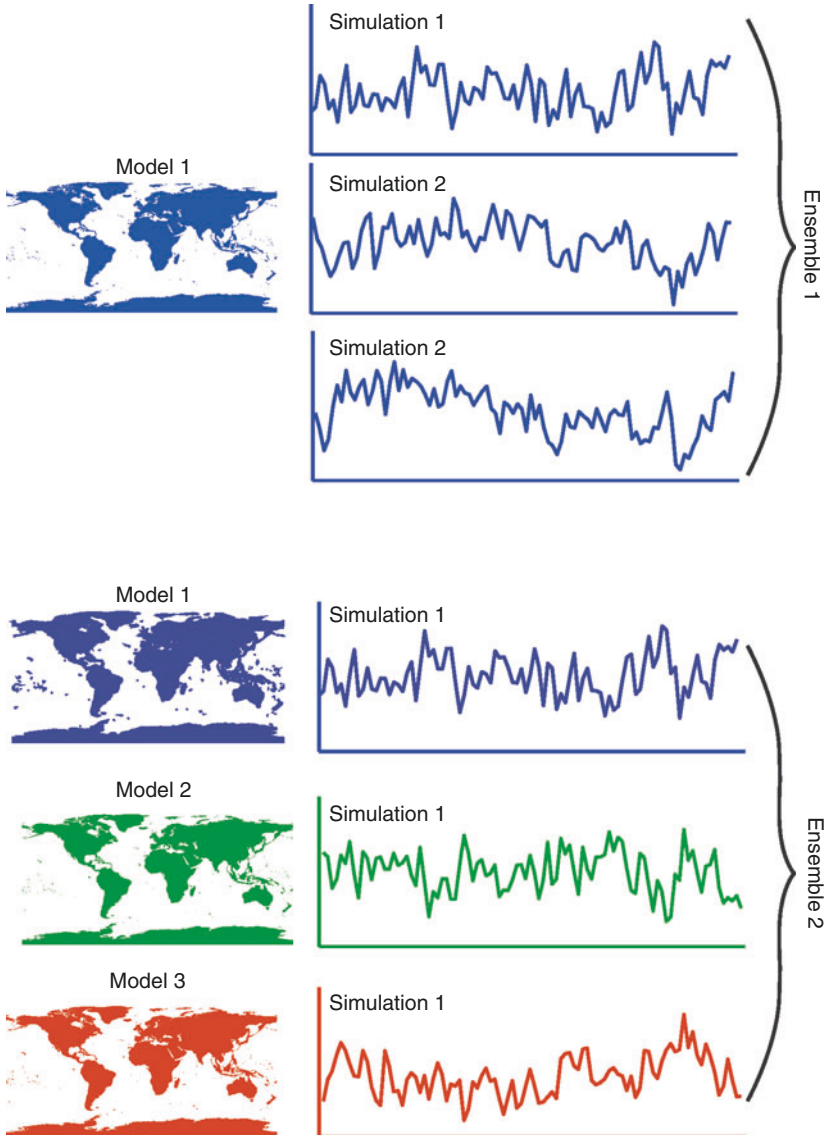 Simulation 1
Model 1
Simulation 2
Ensemble 1
Simulation 2
Model 1
Simulation 1
Model 2
Simulation 1
Ensemble 2
Model 3
Simulation 1